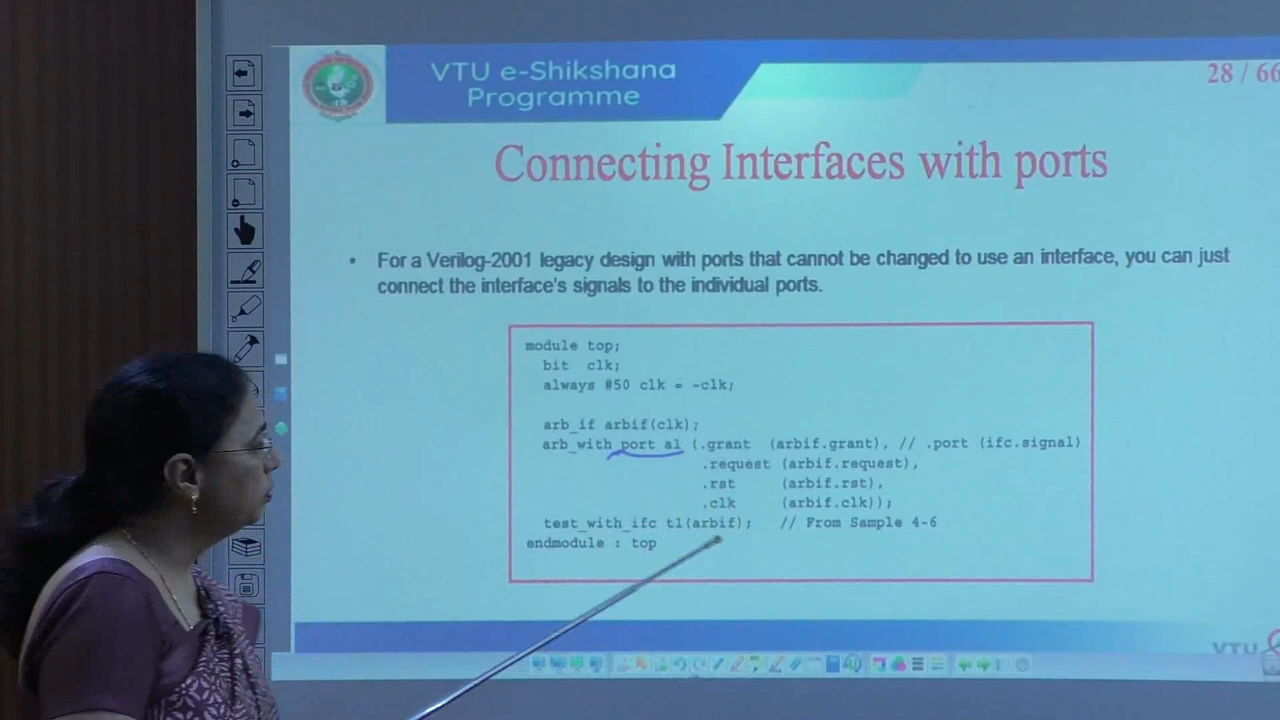 VTU e-Shikshana
Programme
28 / 66
Connecting Interfaces with ports
• For a Verilog-2001 legacy design with ports that cannot be changed to use an interface, you can just
connect the interface's signals to the individual ports.
module top;
bit clk;
always #50 clk = ~clk;
arb_if arbif(clk);
arb_with_port a1 (.grant (arbif.grant), // .port (ifc.signal)
.request (arbif.request),
.rst (arbif.rst),
.clk (arbif.clk));
test_with_ifc t1(arbif); // From Sample 4-6
endmodule : top
VTU